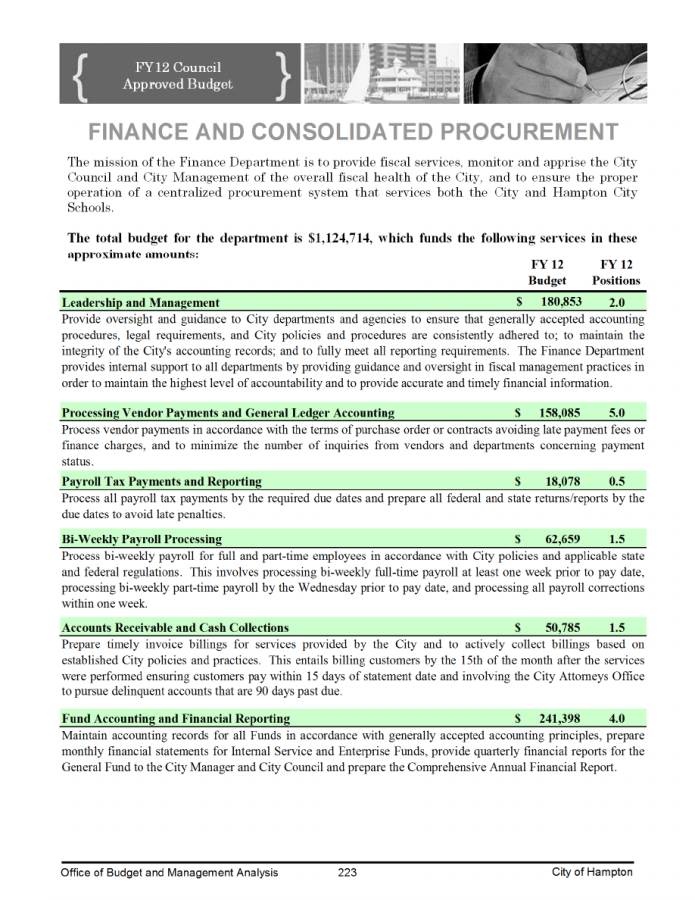 FY12 Council
Approved Budget
FINANCE AND CONSOLIDATED PROCUREMENT
The mission of the Finance Department is to provide fiscal services, monitor and apprise the City
Council and City Management of the overall fiscal health of the City, and to ensure the proper
operation of a centralized procurement system that services both the City and Hampton City
Schools.
The total budget for the department is $1,124,714, which funds the following services in these
approximate amounts:
FY 12 FY 12
Budget Positions
Leadership and Management $ 180,853 2.0
Provide oversight and guidance to City departments and agencies to ensure that generally accepted accounting
procedures, legal requirements, and City policies and procedures are consistently adhered to; to maintain the
integrity of the City's accounting records; and to fully meet all reporting requirements. The Finance Department
provides internal support to all departments by providing guidance and oversight in fiscal management practices in
order to maintain the highest level of accountability and to provide accurate and timely financial information.
Processing Vendor Payments and General Ledger Accounting $ 158,085 5.0
Process vendor payments in accordance with the terms of purchase order or contracts avoiding late payment fees or
finance charges, and to minimize the number of inquiries from vendors and departments concerning payment
status.
Payroll Tax Payments and Reporting $ 18,078 0.5
Process all payroll tax payments by the required due dates and prepare all federal and state returns/reports by the
due dates to avoid late penalties.
Bi-Weekly Payroll Processing $ 62,659 1.5
Process bi-weekly payroll for full and part-time employees in accordance with City policies and applicable state
and federal regulations. This involves processing bi-weekly full-time payroll at least one week prior to pay date,
processing bi-weekly part-time payroll by the Wednesday prior to pay date, and processing all payroll corrections
within one week.
Accounts Receivable and Cash Collections $ 50,785 1.5
Prepare timely invoice billings for services provided by the City and to actively collect billings based on
established City policies and practices. This entails billing customers by the 15th of the month after the services
were performed ensuring customers pay within 15 days of statement date and involving the City Attorneys Office
to pursue delinquent accounts that are 90 days past due.
Fund Accounting and Financial Reporting $ 241,398 4.0
Maintain accounting records for all Funds in accordance with generally accepted accounting principles, prepare
monthly financial statements for Internal Service and Enterprise Funds, provide quarterly financial reports for the
General Fund to the City Manager and City Council and prepare the Comprehensive Annual Financial Report.
Office of Budget and Management Analysis 223 City of Hampton